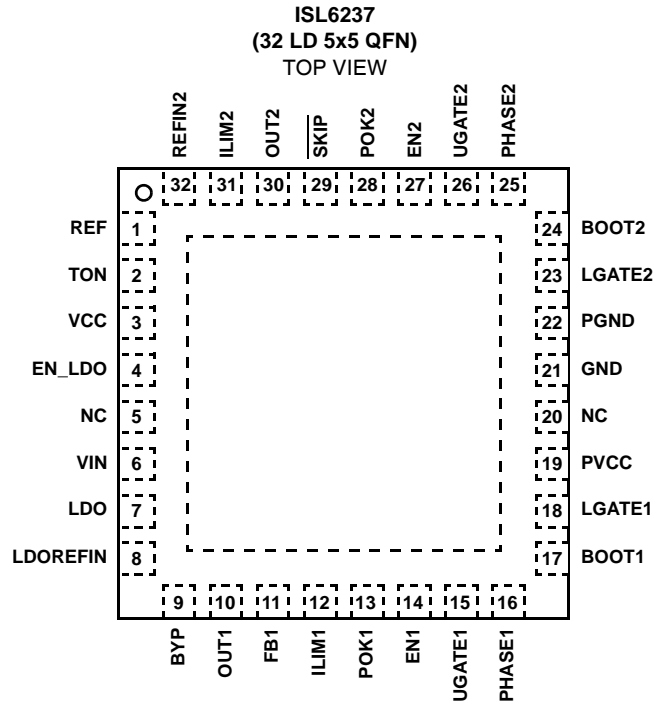 ISL6237
(32 LD 5x5 QFN)
TOP VIEW
REFIN2
ILIM2
OUT2
SKIP
POK2
EN2
UGATE2
PHASE2
32 31 30 29 28 27 26 25
REF 1
TON 2
VCC 3
EN_LDO 4
NC 5
VIN 6
LDO 7
LDOREFIN 8
24 BOOT2
23 LGATE2
22 PGND
21 GND
20 NC
19 PVCC
18 LGATE1
17 BOOT1
9 10 11 12 13 14 15 16
BYP
OUT1
FB1
ILIM1
POK1
EN1
UGATE1
PHASE1